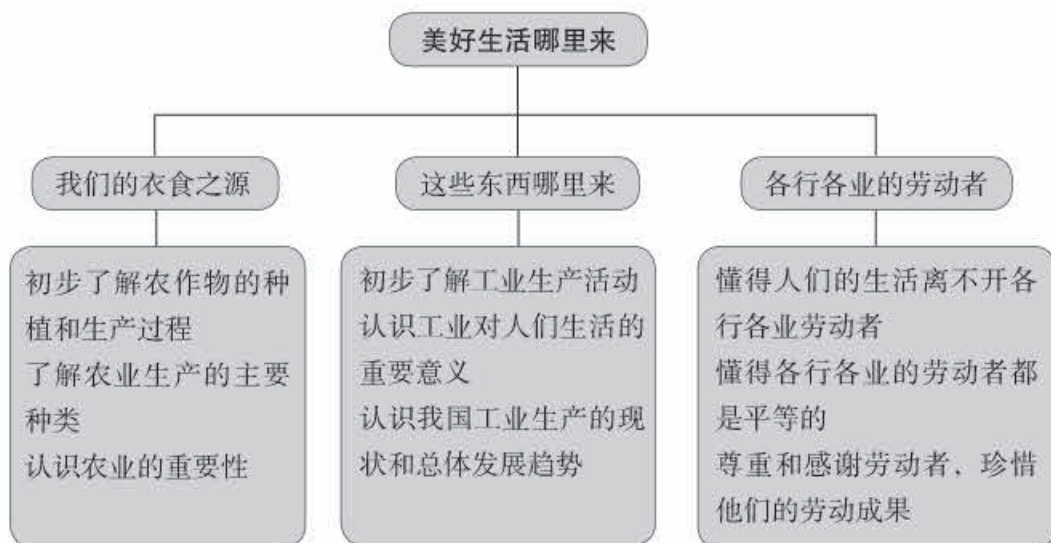 美好生活哪里来
我们的衣食之源
这些东西哪里来
各行各业的劳动者
初步了解农作物的种
植和生产过程
了解农业生产的主要
种类
认识农业的重要性
初步了解工业生产活动
认识工业对人们生活的
重要意义
认识我国工业生产的现
状和总体发展趋势
懂得人们的生活离不开各
行各业劳动者
懂得各行各业的劳动者都
是平等的
尊重和感谢劳动者，珍惜
他们的劳动成果